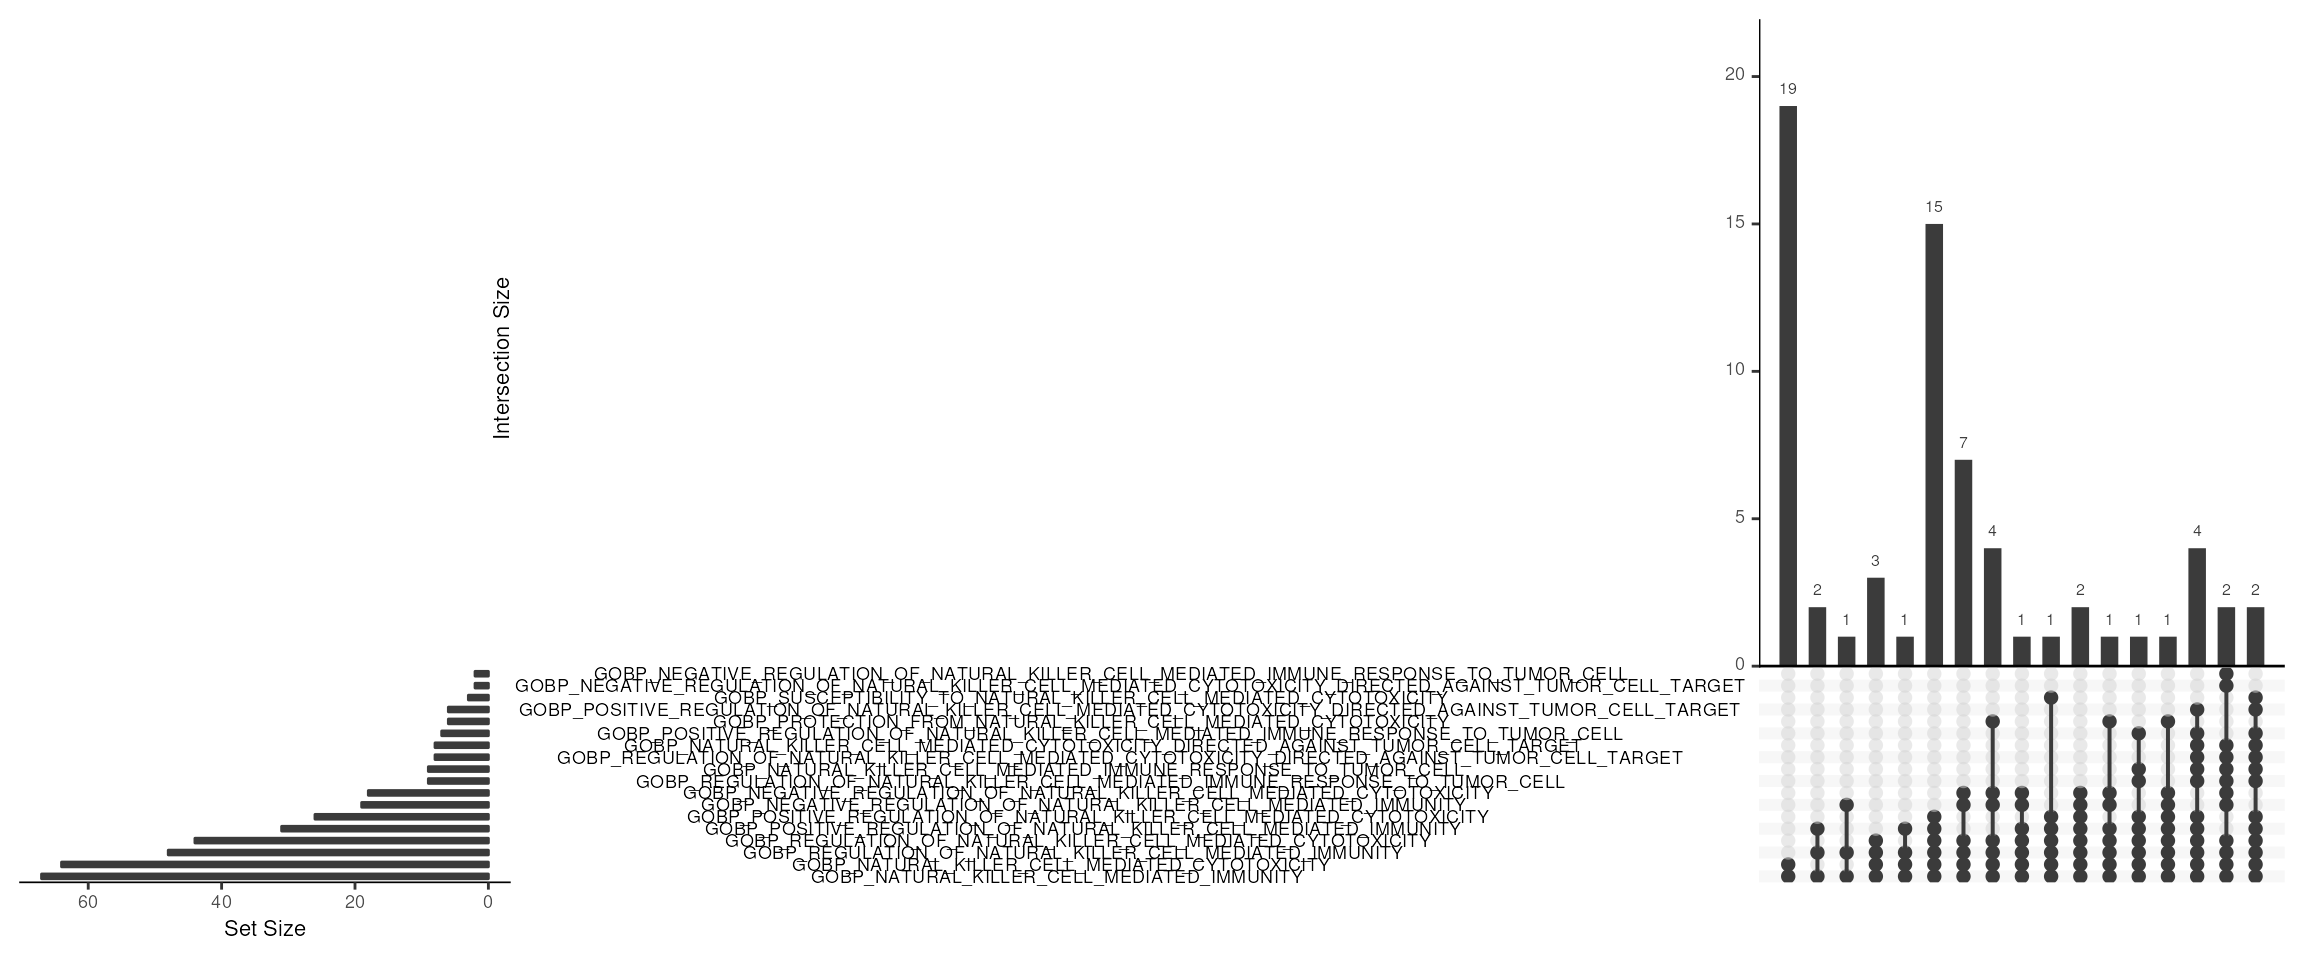 20
19
15
15
10
7
5
4
4
3
2
2
2
2
1
1
1
1
1
1
1
0
Intersection Size
GOBP_NEGATIVE_REGULATION_OF_NATURAL_KILLER_CELL_MEDIATED_IMMUNE_RESPONSE_TO_TUMOR_CELL
GOBP_NEGATIVE_REGULATION_OF_NATURAL_KILLER_CELL_MEDIATED_CYTOTOXICITY_DIRECTED_AGAINST_TUMOR_CELL_TARGET
GOBP_SUSCEPTIBILITY_TO_NATURAL_KILLER_CELL_MEDIATED_CYTOTOXICITY
GOBP_POSITIVE_REGULATION_OF_NATURAL_KILLER_CELL_MEDIATED_CYTOTOXICITY_DIRECTED_AGAINST_TUMOR_CELL_TARGET
GOBP_PROTECTION_FROM_NATURAL_KILLER_CELL_MEDIATED_CYTOTOXICITY
GOBP_POSITIVE_REGULATION_OF_NATURAL_KILLER_CELL_MEDIATED_IMMUNE_RESPONSE_TO_TUMOR_CELL
GOBP_NATURAL_KILLER_CELL_MEDIATED_CYTOTOXICITY_DIRECTED_AGAINST_TUMOR_CELL_TARGET
GOBP_REGULATION_OF_NATURAL_KILLER_CELL_MEDIATED_CYTOTOXICITY_DIRECTED_AGAINST_TUMOR_CELL_TARGET
GOBP_NATURAL_KILLER_CELL_MEDIATED_IMMUNE_RESPONSE_TO_TUMOR_CELL
GOBP_REGULATION_OF_NATURAL_KILLER_CELL_MEDIATED_IMMUNE_RESPONSE_TO_TUMOR_CELL
GOBP_NEGATIVE_REGULATION_OF_NATURAL_KILLER_CELL_MEDIATED_CYTOTOXICITY
GOBP_NEGATIVE_REGULATION_OF_NATURAL_KILLER_CELL_MEDIATED_IMMUNITY
GOBP_POSITIVE_REGULATION_OF_NATURAL_KILLER_CELL_MEDIATED_CYTOTOXICITY
GOBP_POSITIVE_REGULATION_OF_NATURAL_KILLER_CELL_MEDIATED_IMMUNITY
GOBP_REGULATION_OF_NATURAL_KILLER_CELL_MEDIATED_CYTOTOXICITY
GOBP_REGULATION_OF_NATURAL_KILLER_CELL_MEDIATED_IMMUNITY
GOBP_NATURAL_KILLER_CELL_MEDIATED_CYTOTOXICITY
GOBP_NATURAL_KILLER_CELL_MEDIATED_IMMUNITY
60 40 20 0
Set Size